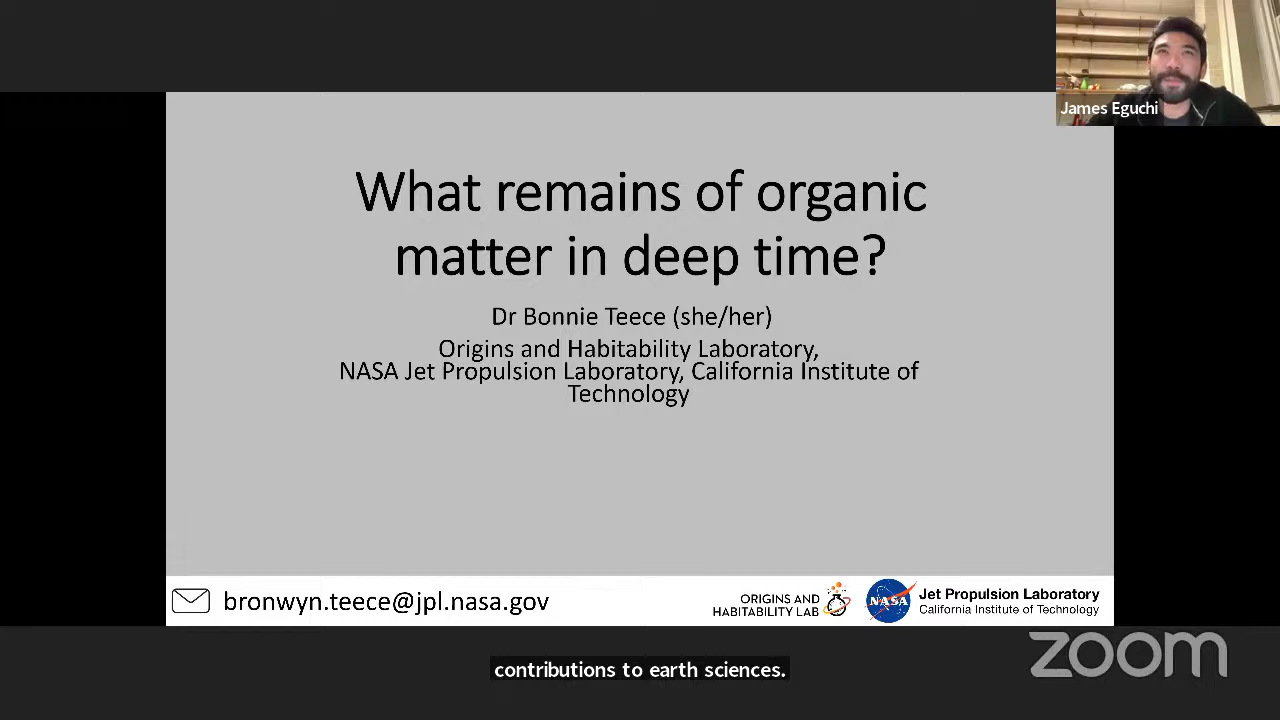 James Eguchi
What remains of organic
matter in deep time?
Dr Bonnie Teece (she/her)
Origins and Habitability Laboratory,
NASA Jet Propulsion Laboratory, California Institute of
Technology
bronwyn.teece@jpl.nasa.gov
ORIGINS AND
HABITABILITY LAB
NASA
Jet Propulsion Laboratory
California Institute of Technology
contributions to earth sciences.
zoom